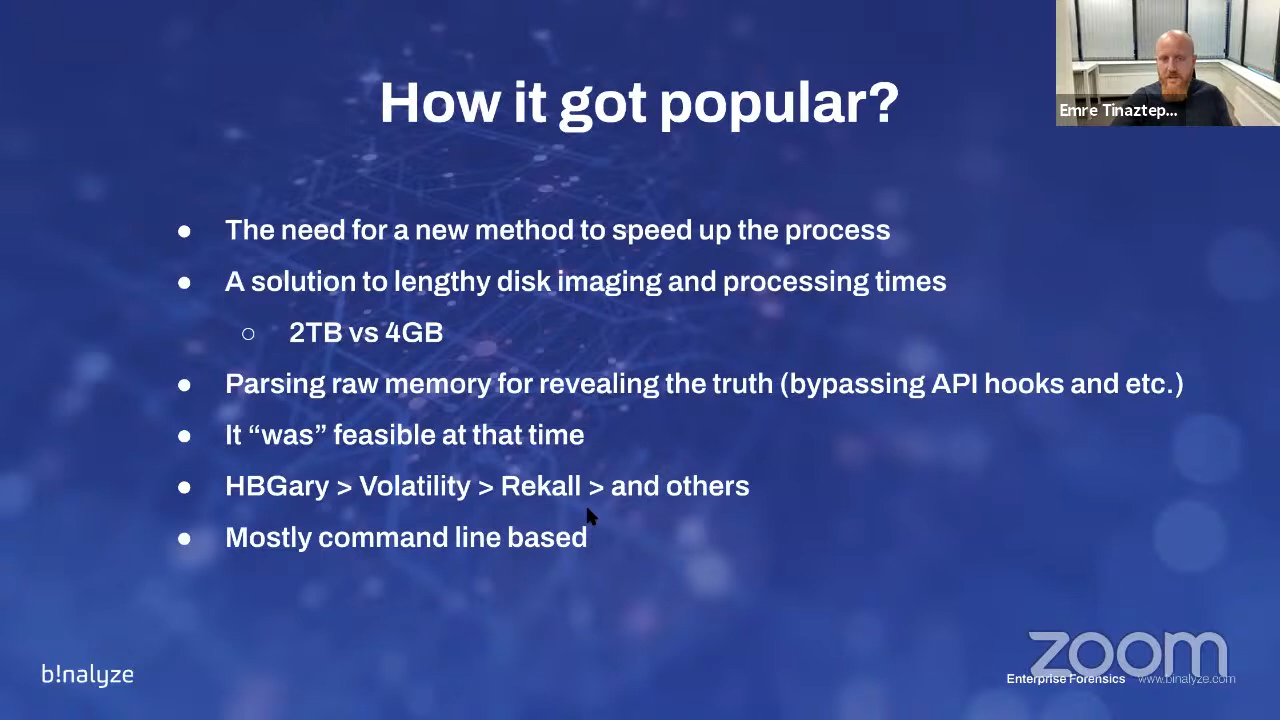 How it got popular?
Emre Tinaztep...
● The need for a new method to speed up the process
● A solution to lengthy disk imaging and processing times
○ 2TB vs 4GB
● Parsing raw memory for revealing the truth (bypassing API hooks and etc.)
● It “was” feasible at that time
● HBGary > Volatility > Rekall > and others
● Mostly command line based
b!nalyze
zoom
Enterprise Forensics www.binalyze.com